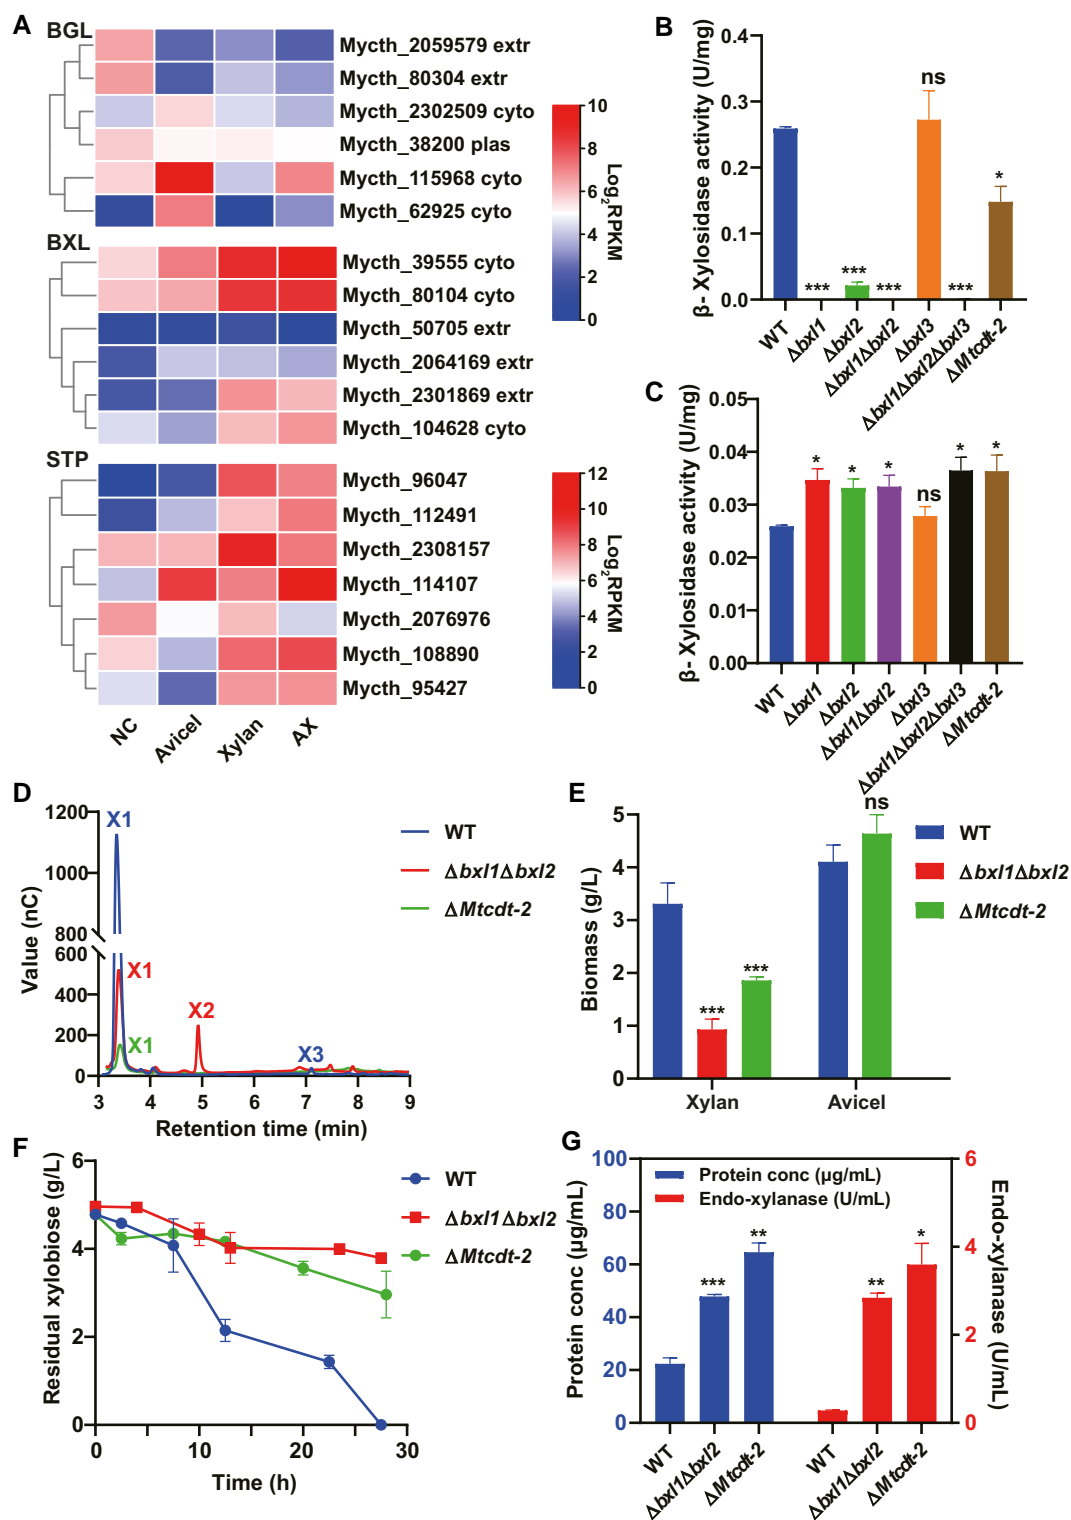 A
BGL
Mycth_2059579 extr
Mycth_80304 extr
Mycth_2302509 cyto
Mycth_38200 plas
Mycth_115968 cyto
Mycth_62925 cyto
BXL
Mycth_39555 cyto
Mycth_80104 cyto
Mycth_50705 extr
Mycth_2064169 extr
Mycth_2301869 extr
Mycth_104628 cyto
STP
Mycth_96047
Mycth_112491
Mycth_2308157
Mycth_114107
Mycth_2076976
Mycth_108890
Mycth_95427
NC
Avicel
Xylan
AX
10
8
6
4
2
0
Log2RPKM
12
10
8
6
4
2
0
Log2RPKM
B
β- Xylosidase activity (U/mg)
0.4
0.3
0.2
0.1
0.0
***
***
***
ns
***
*
WT
Δbxl1
Δbxl2
Δbxl1Δbxl2
Δbxl3
Δbxl1Δbxl2Δbxl3
ΔMtcdt-2
C
β- Xylosidase activity (U/mg)
0.05
0.04
0.03
0.02
0.01
0.00
*
*
*
ns
*
*
WT
Δbxl1
Δbxl2
Δbxl1Δbxl2
Δbxl3
Δbxl1Δbxl2Δbxl3
ΔMtcdt-2
D
Value (nC)
1200
1000
800
600
400
200
0
X1
X1
X1
X2
X3
WT
Δbxl1Δbxl2
ΔMtcdt-2
3 4 5 6 7 8 9
Retention time (min)
E
Biomass (g/L)
5
4
3
2
1
0
***
***
ns
WT
Δbxl1Δbxl2
ΔMtcdt-2
Xylan Avicel
F
Residual xylobiose (g/L)
6
4
2
0
WT
Δbxl1Δbxl2
ΔMtcdt-2
0 10 20 30
Time (h)
G
Protein conc (µg/mL)
100
80
60
40
20
0
Protein conc (µg/mL)
Endo-xylanase (U/mL)
***
**
**
*
6
4
2
0
Endo-xylanase (U/mL)
WT
Δbxl1Δbxl2
ΔMtcdt-2
WT
Δbxl1Δbxl2
ΔMtcdt-2